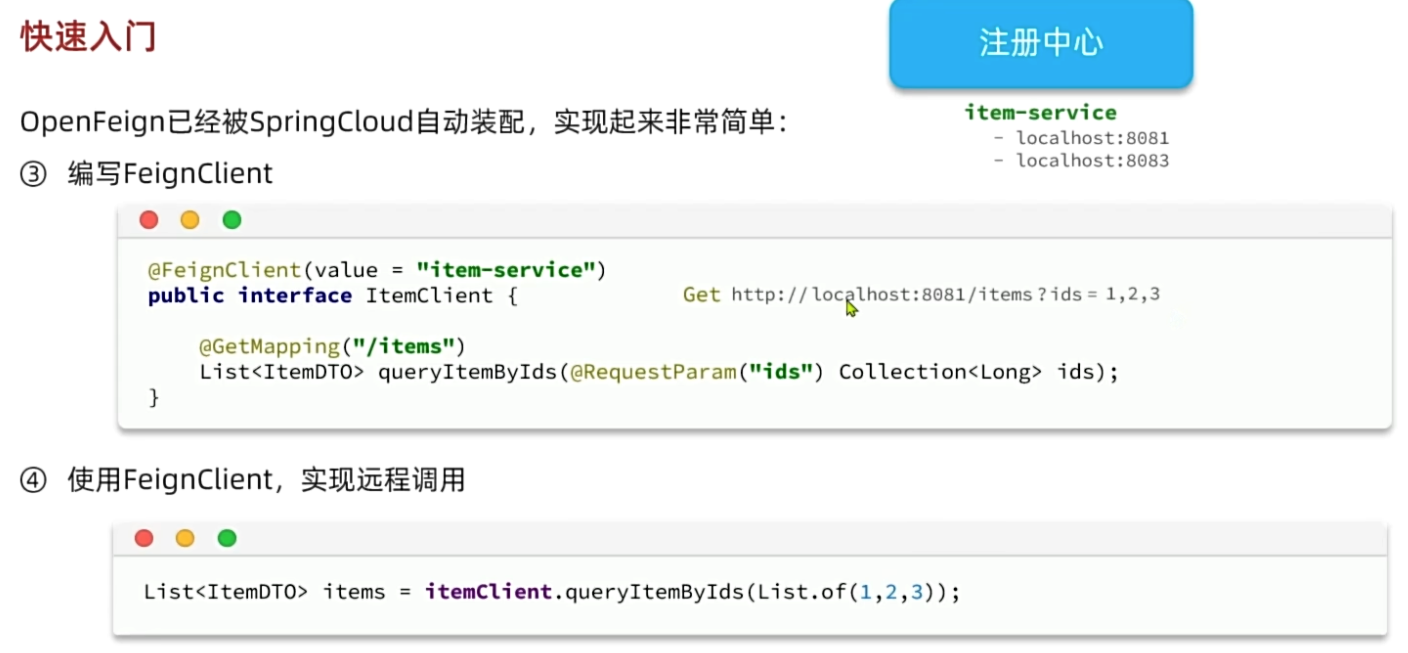 快速入门
注册中心
item-service
- localhost:8081
- localhost:8083
OpenFeign已经被SpringCloud自动装配，实现起来非常简单：
③ 编写FeignClient
@FeignClient(value = "item-service")
public interface ItemClient {
Get http://localhost:8081/items?ids=1,2,3
@GetMapping("/items")
List<ItemDTO> queryItemByIds(@RequestParam("ids") Collection<Long> ids);
}
④ 使用FeignClient，实现远程调用
List<ItemDTO> items = itemClient.queryItemByIds(List.of(1,2,3));